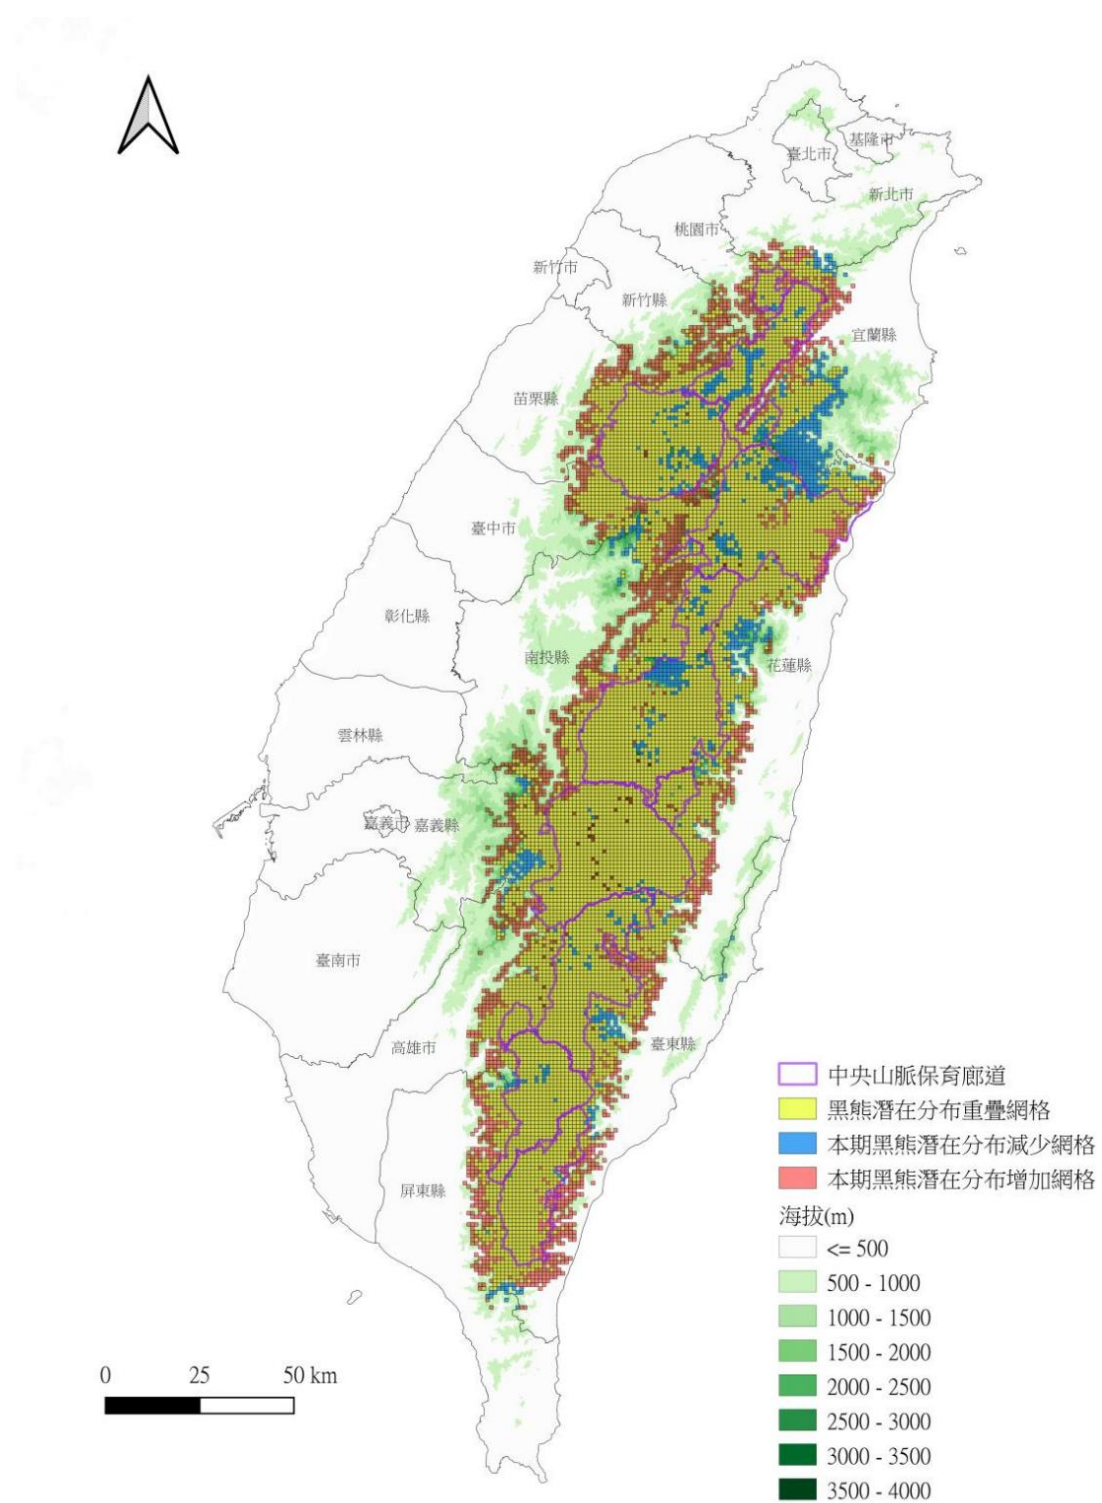 基隆市
臺北市
新北市
桃園市
新竹市
新竹縣
宜蘭縣
苗栗縣
臺中市
彰化縣
南投縣
花蓮縣
雲林縣
嘉義市
嘉義縣
臺南市
高雄市
臺東縣
屏東縣
中央山脈保育廊道
黑熊潛在分布重疊網格
本期黑熊潛在分布減少網格
本期黑熊潛在分布增加網格
海拔(m)
<= 500
500 - 1000
1000 - 1500
1500 - 2000
2000 - 2500
2500 - 3000
3000 - 3500
3500 - 4000
0 25 50 km